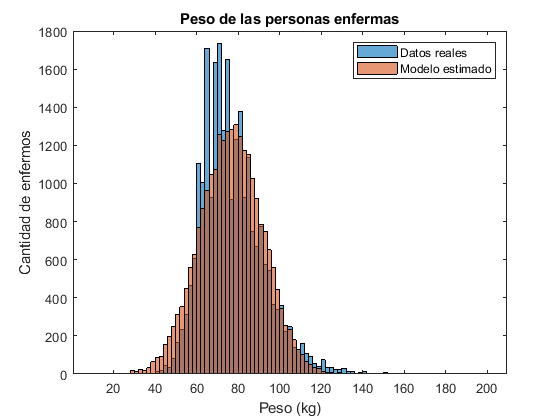 Peso de las personas enfermas
Datos reales
Modelo estimado
Cantidad de enfermos
1800
1600
1400
1200
1000
800
600
400
200
0
20 40 60 80 100 120 140 160 180 200
Peso (kg)